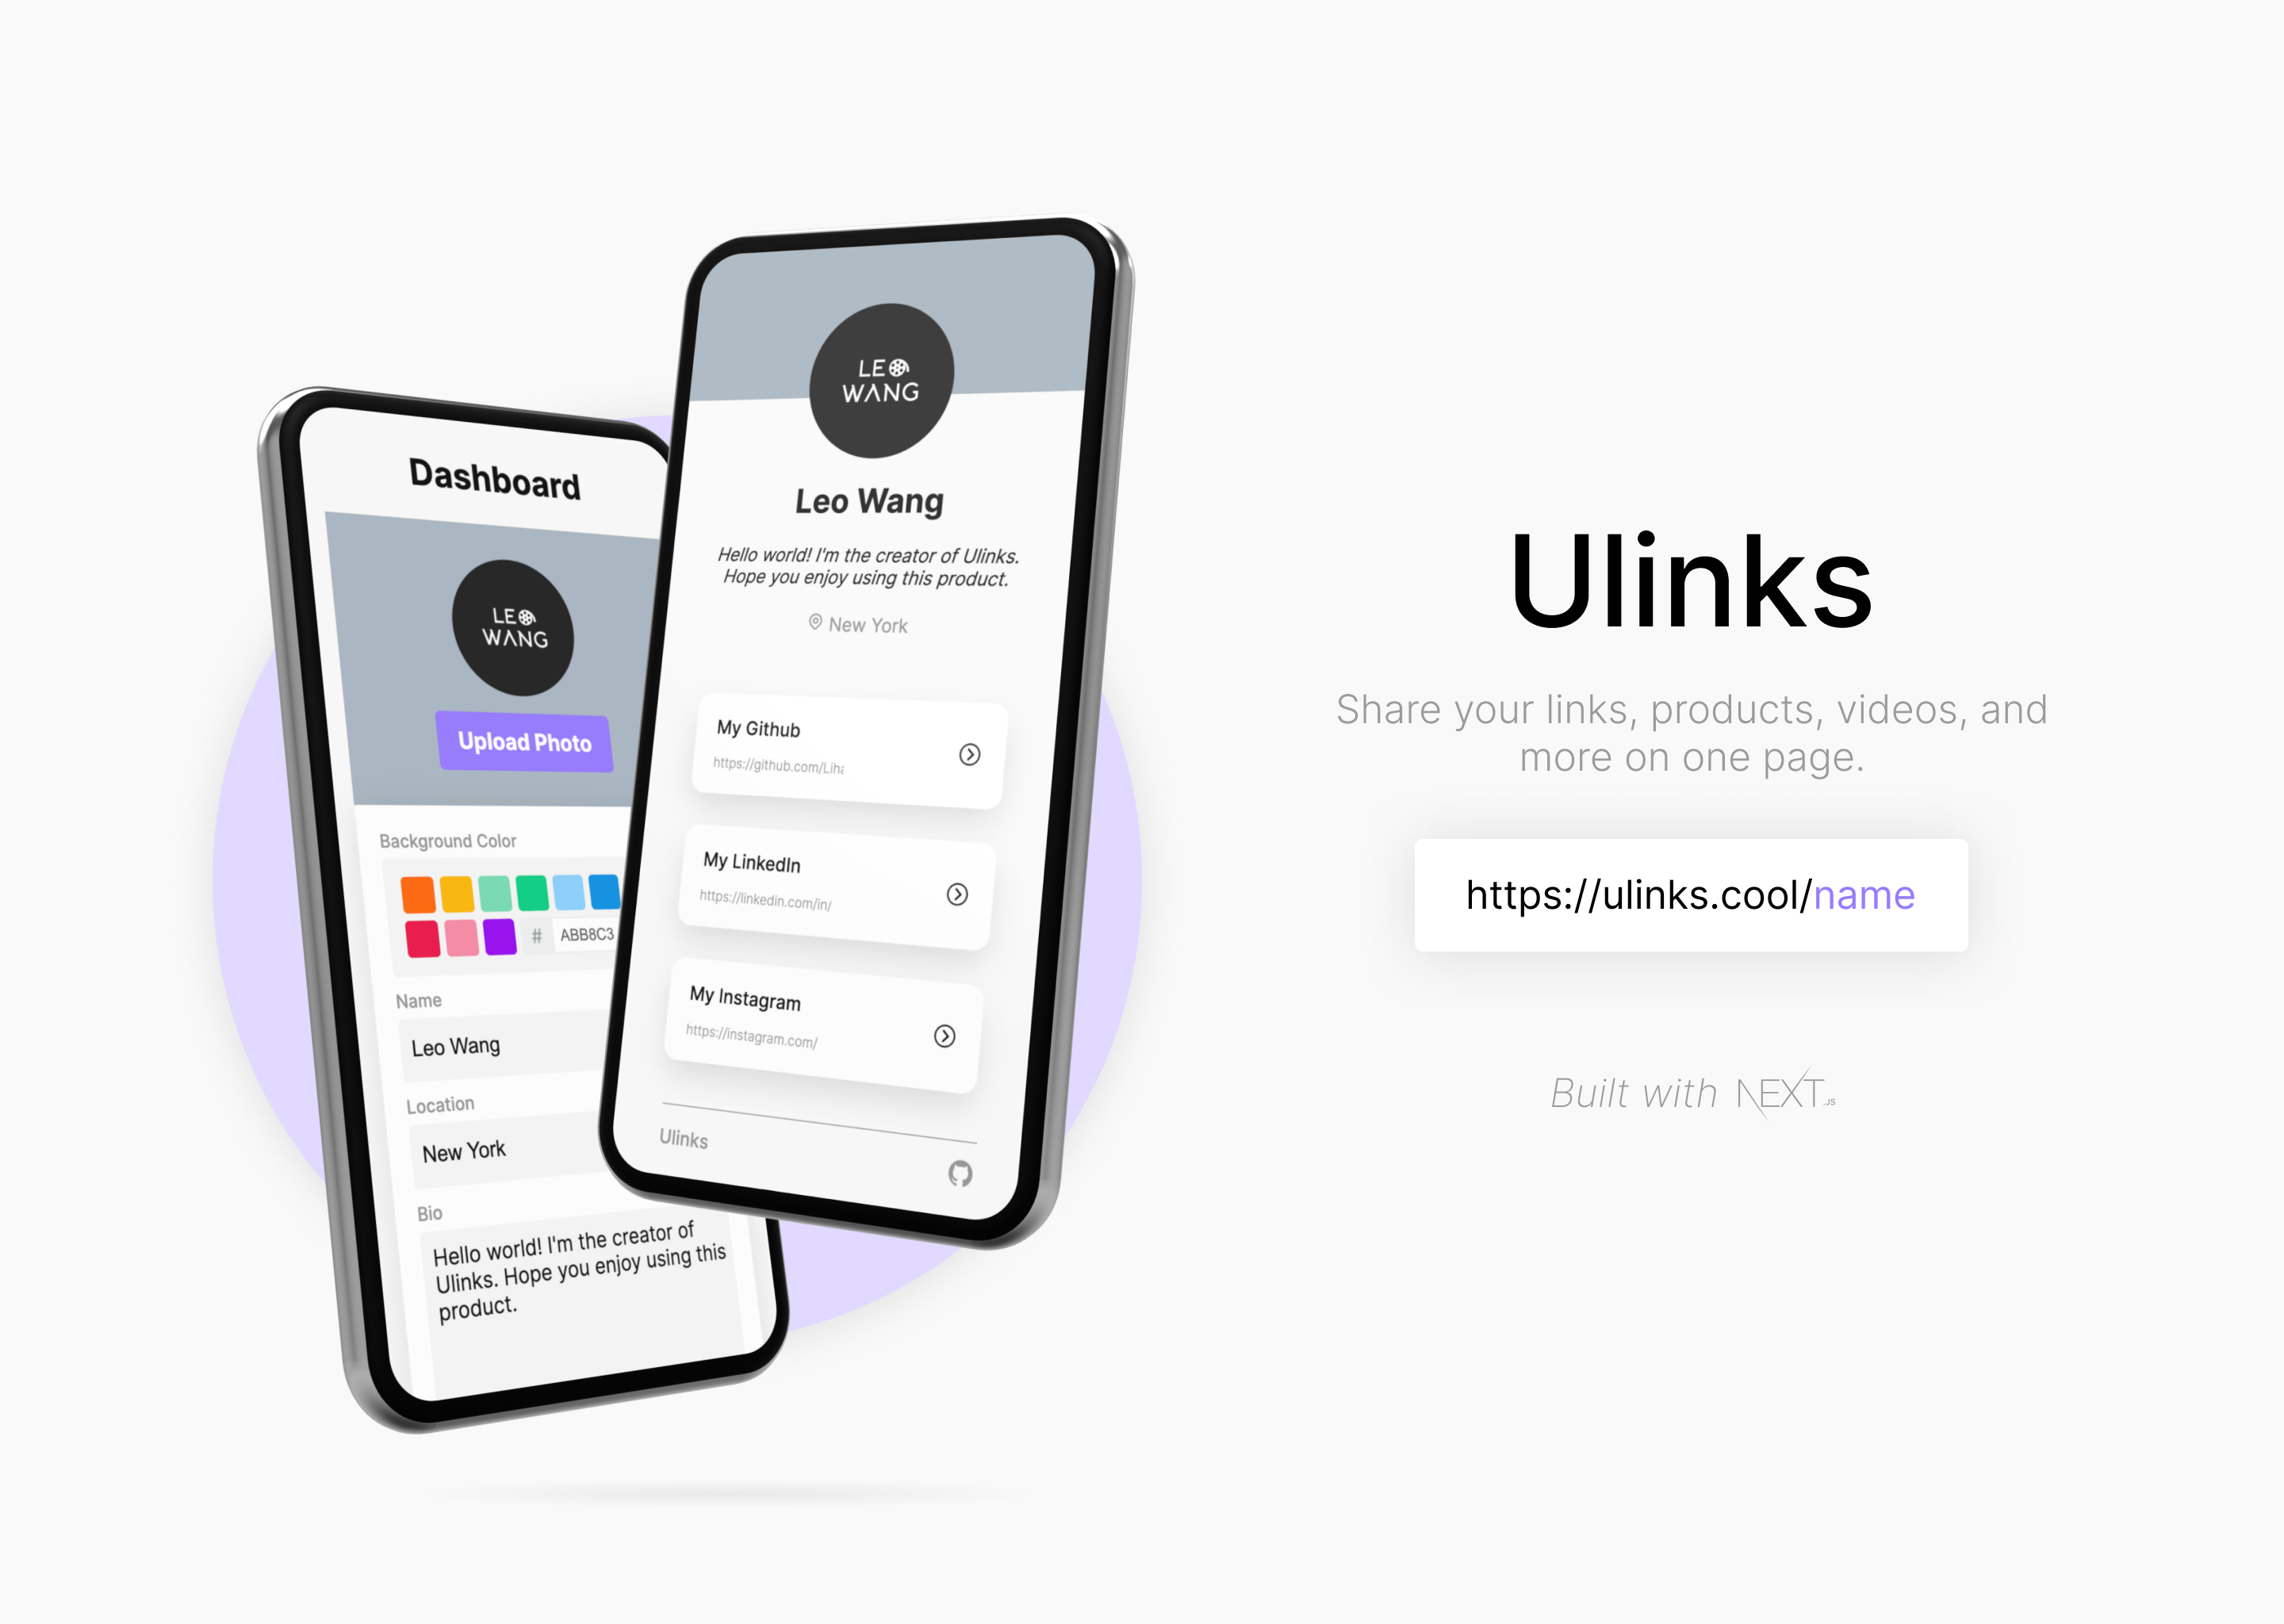 Dashboard
LEO
WANG
Upload Photo
Background Color
# ABB8C3
Name
Leo Wang
Location
New York
Bio
Hello world! I'm the creator of
Ulinks. Hope you enjoy using this
product.
LEO
WANG
Leo Wang
Hello world! I'm the creator of Ulinks.
Hope you enjoy using this product.
New York
My Github
https://github.com/Liha
My LinkedIn
https://linkedin.com/in/
My Instagram
https://instagram.com/
Ulinks
Ulinks
Share your links, products, videos, and
more on one page.
https://ulinks.cool/name
Built with NEXT.JS